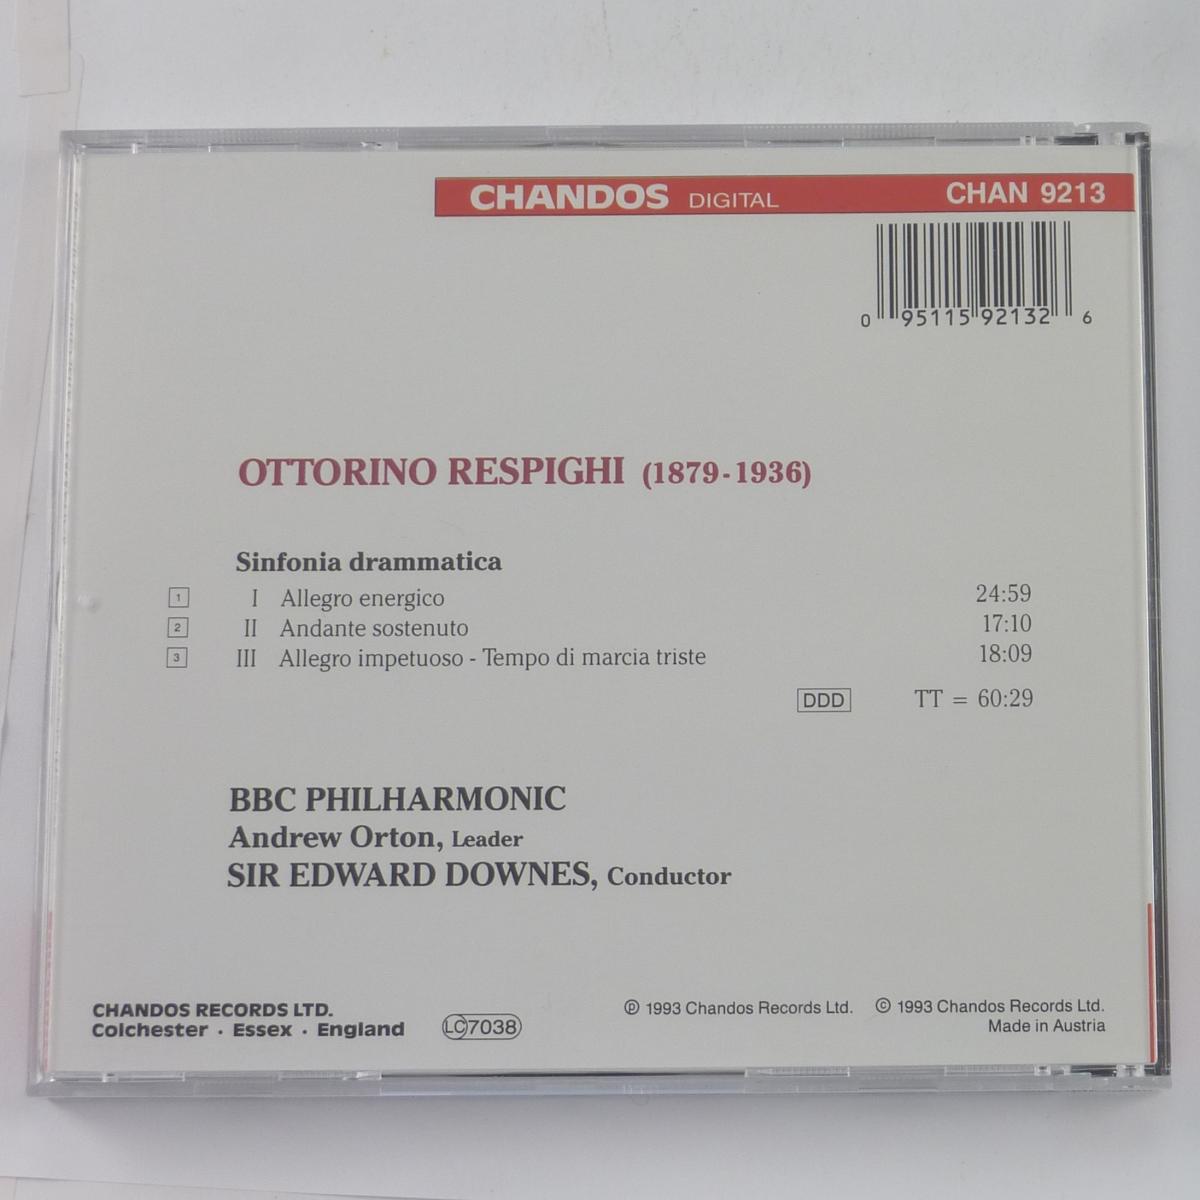 CHANDOS DIGITAL CHAN 9213
0 95115 92132 6
OTTORINO RESPIGHI (1879-1936)
Sinfonia drammatica
1 I Allegro energico 24:59
2 II Andante sostenuto 17:10
3 III Allegro impetuoso - Tempo di marcia triste 18:09
DDD TT = 60:29
BBC PHILHARMONIC
Andrew Orton, Leader
SIR EDWARD DOWNES, Conductor
CHANDOS RECORDS LTD.
Colchester · Essex · England
LC 7038
℗ 1993 Chandos Records Ltd. © 1993 Chandos Records Ltd.
Made in Austria